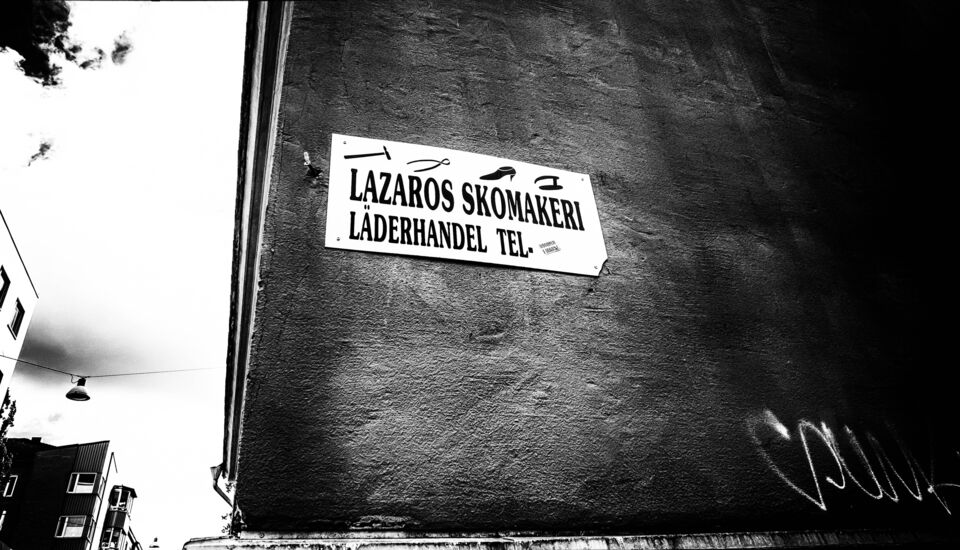 LAZAROS SKOMAKERI
LÄDERHANDEL TEL.